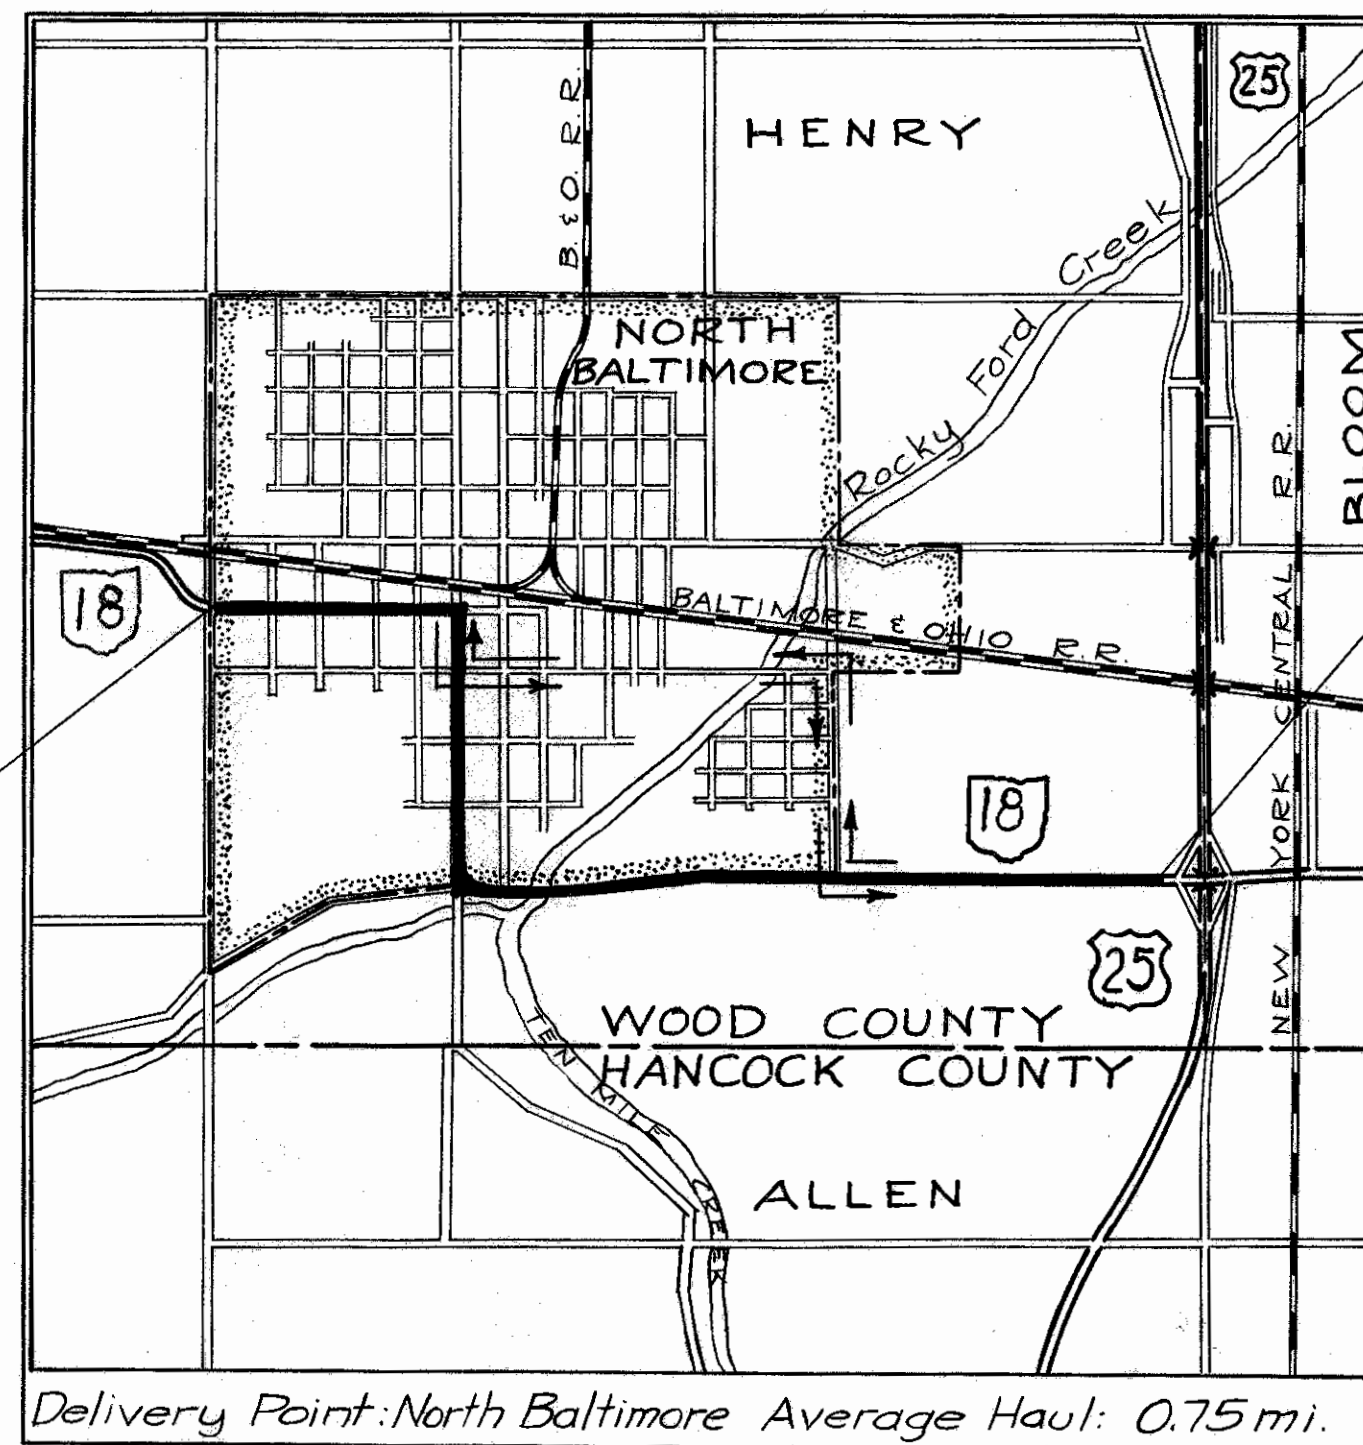 25
B. & O. R.R.
HENRY
Rocky Ford Creek
NORTH
BALTIMORE
BLOOM
18
BALTIMORE & OHIO R.R.
NEW YORK CENTRAL R.R.
18
25
WOOD COUNTY
HANCOCK COUNTY
TEN MILE CREEK
ALLEN
Delivery Point: North Baltimore Average Haul: 0.75 mi.